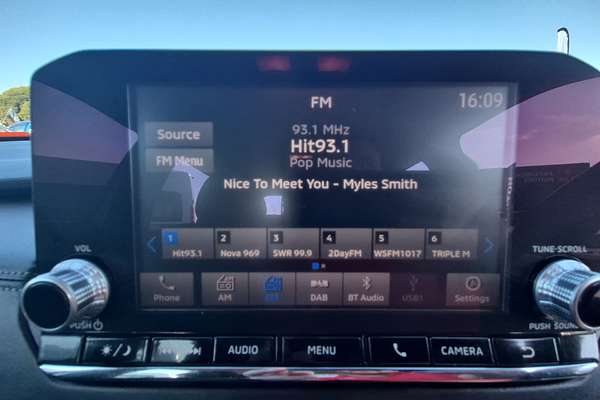 FM
16:09
Source
93.1 MHz
Hit93.1
FM Menu
Pop Music
Nice To Meet You - Myles Smith
1 2 3 4 5 6
Hit93.1 Nova 969 SWR 99.9 2DayFM WSFM1017 TRIPLE M
VOL
TUNE-SCROLL
Phone AM FM DAB BT Audio USB1 Settings
PUSH
PUSH SOUND
AUDIO MENU CAMERA